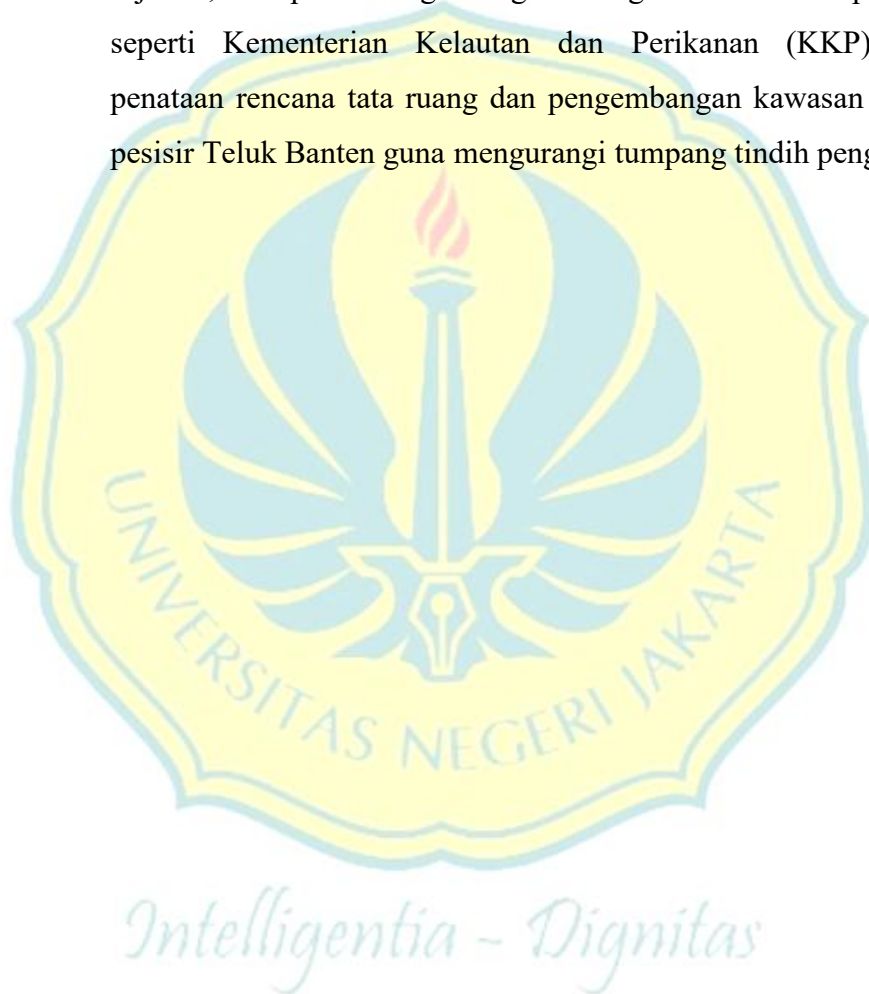 seperti Kementerian Kelautan dan Perikanan (KKP)
penataan rencana tata ruang dan pengembangan kawasan
pesisir Teluk Banten guna mengurangi tumpang tindih
UNIVERSITAS NEGERI JAKARTA
Intelligentia - Dignitas